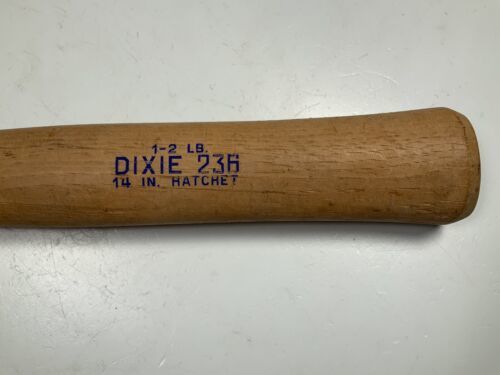 1-2 LB.
DIXIE 236
14 IN. HATCHET